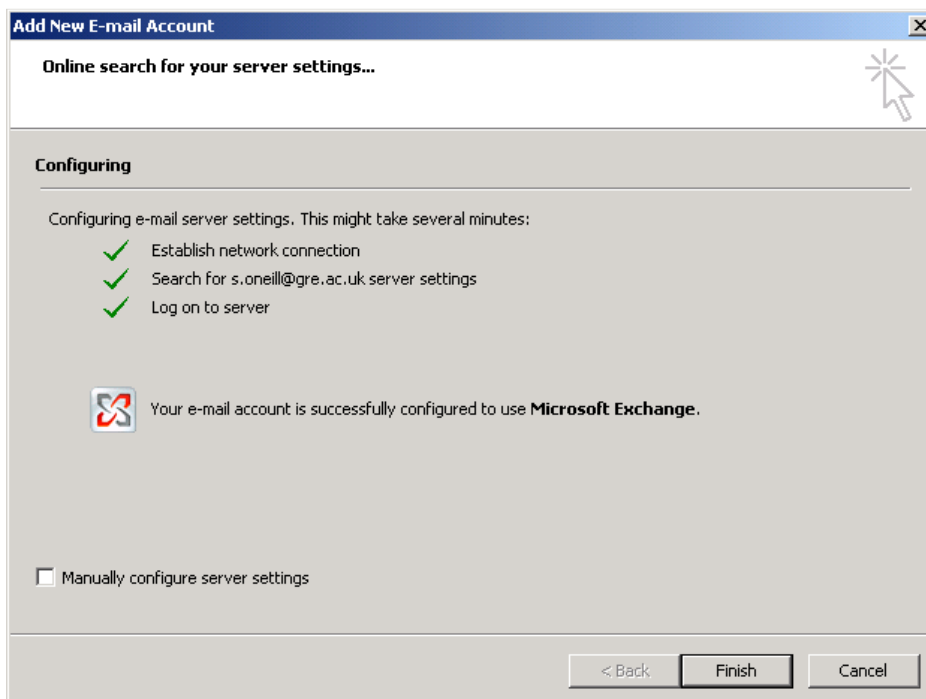 Add New E-mail Account
Online search for your server settings...
Configuring
Configuring e-mail server settings. This might take several minutes:
Establish network connection
Search for s.oneill@gre.ac.uk server settings
Log on to server
Your e-mail account is successfully configured to use Microsoft Exchange.
Manually configure server settings
< Back Finish Cancel